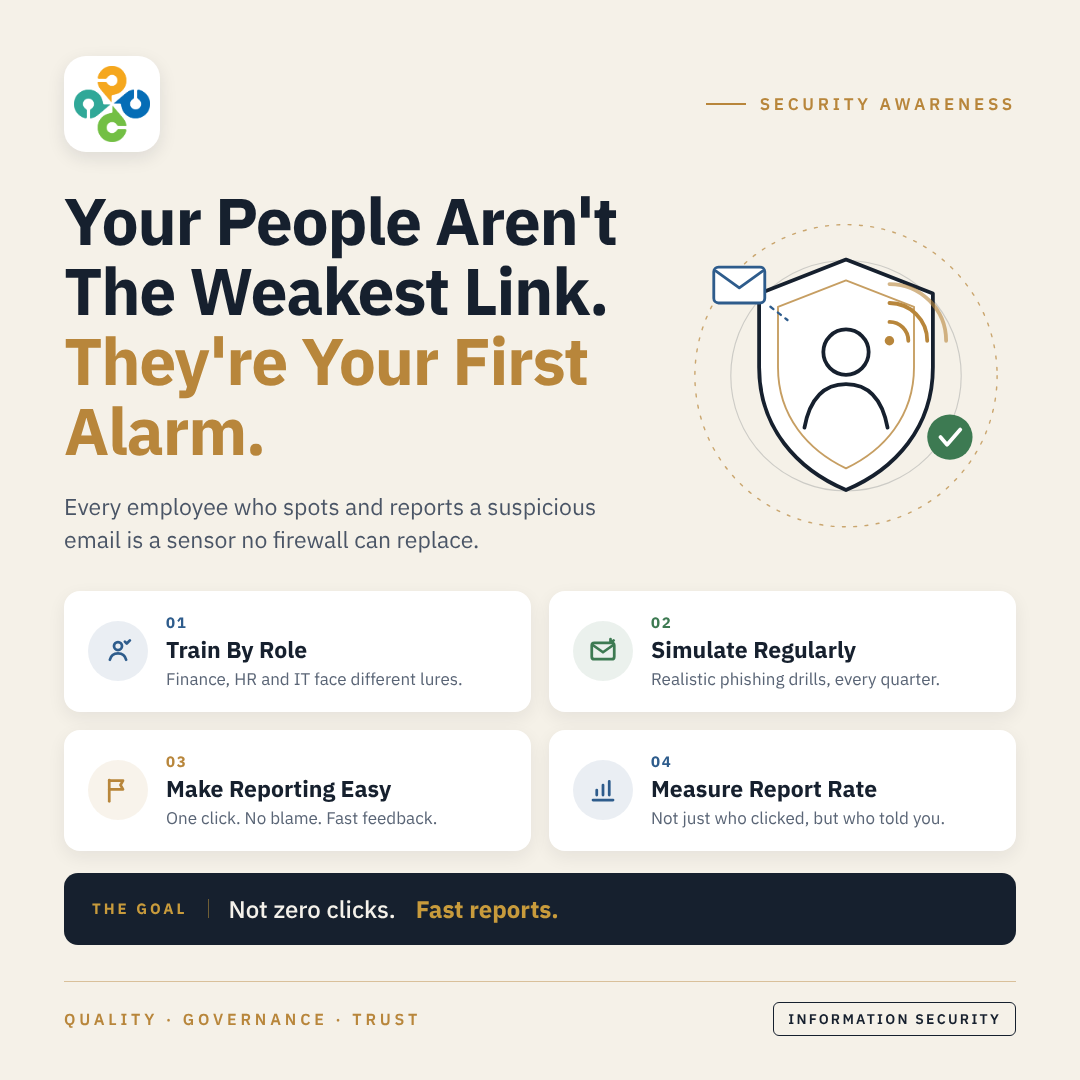 SECURITY AWARENESS
Your People Aren't
The Weakest Link.
They're Your First
Alarm.
Every employee who spots and reports a suspicious
email is a sensor no firewall can replace.
01
Train By Role
Finance, HR and IT face different lures.
02
Simulate Regularly
Realistic phishing drills, every quarter.
03
Make Reporting Easy
One click. No blame. Fast feedback.
04
Measure Report Rate
Not just who clicked, but who told you.
THE GOAL
Not zero clicks. Fast reports.
QUALITY · GOVERNANCE · TRUST
INFORMATION SECURITY